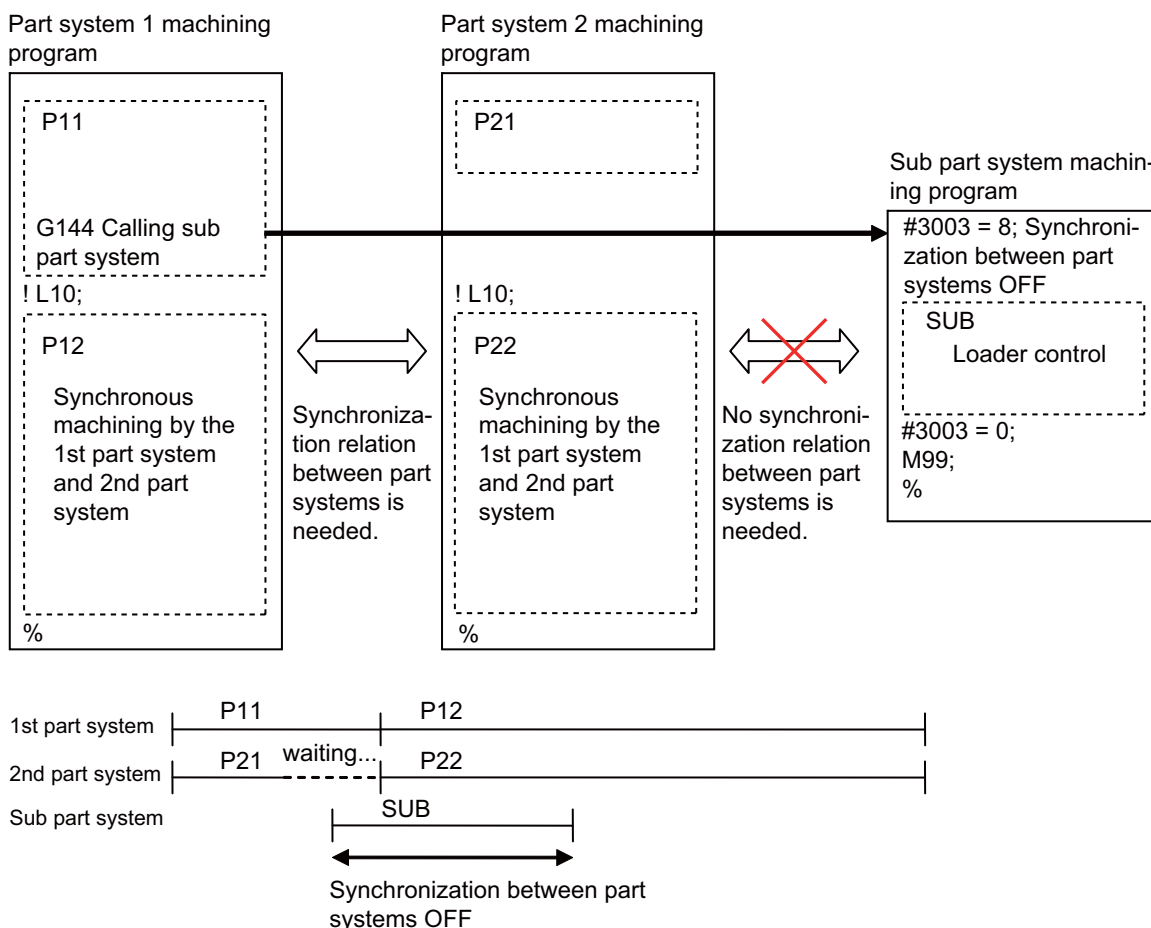 Part system 1 machining
program
P11
G144 Calling sub
part system
! L10;
P12
Synchronous
machining by the
1st part system
and 2nd part
system
%
Synchroniza-
tion relation
between part
systems is
needed.
Part system 2 machining
program
P21
! L10;
P22
Synchronous
machining by the
1st part system
and 2nd part
system
%
No synchroni-
zation relation
between part
systems is
needed.
Sub part system machin-
ing program
#3003 = 8; Synchroni-
zation between part
systems OFF
SUB
Loader control
#3003 = 0;
M99;
%
1st part system
P11
P12
2nd part system
P21
waiting...
P22
Sub part system
SUB
Synchronization between part
systems OFF